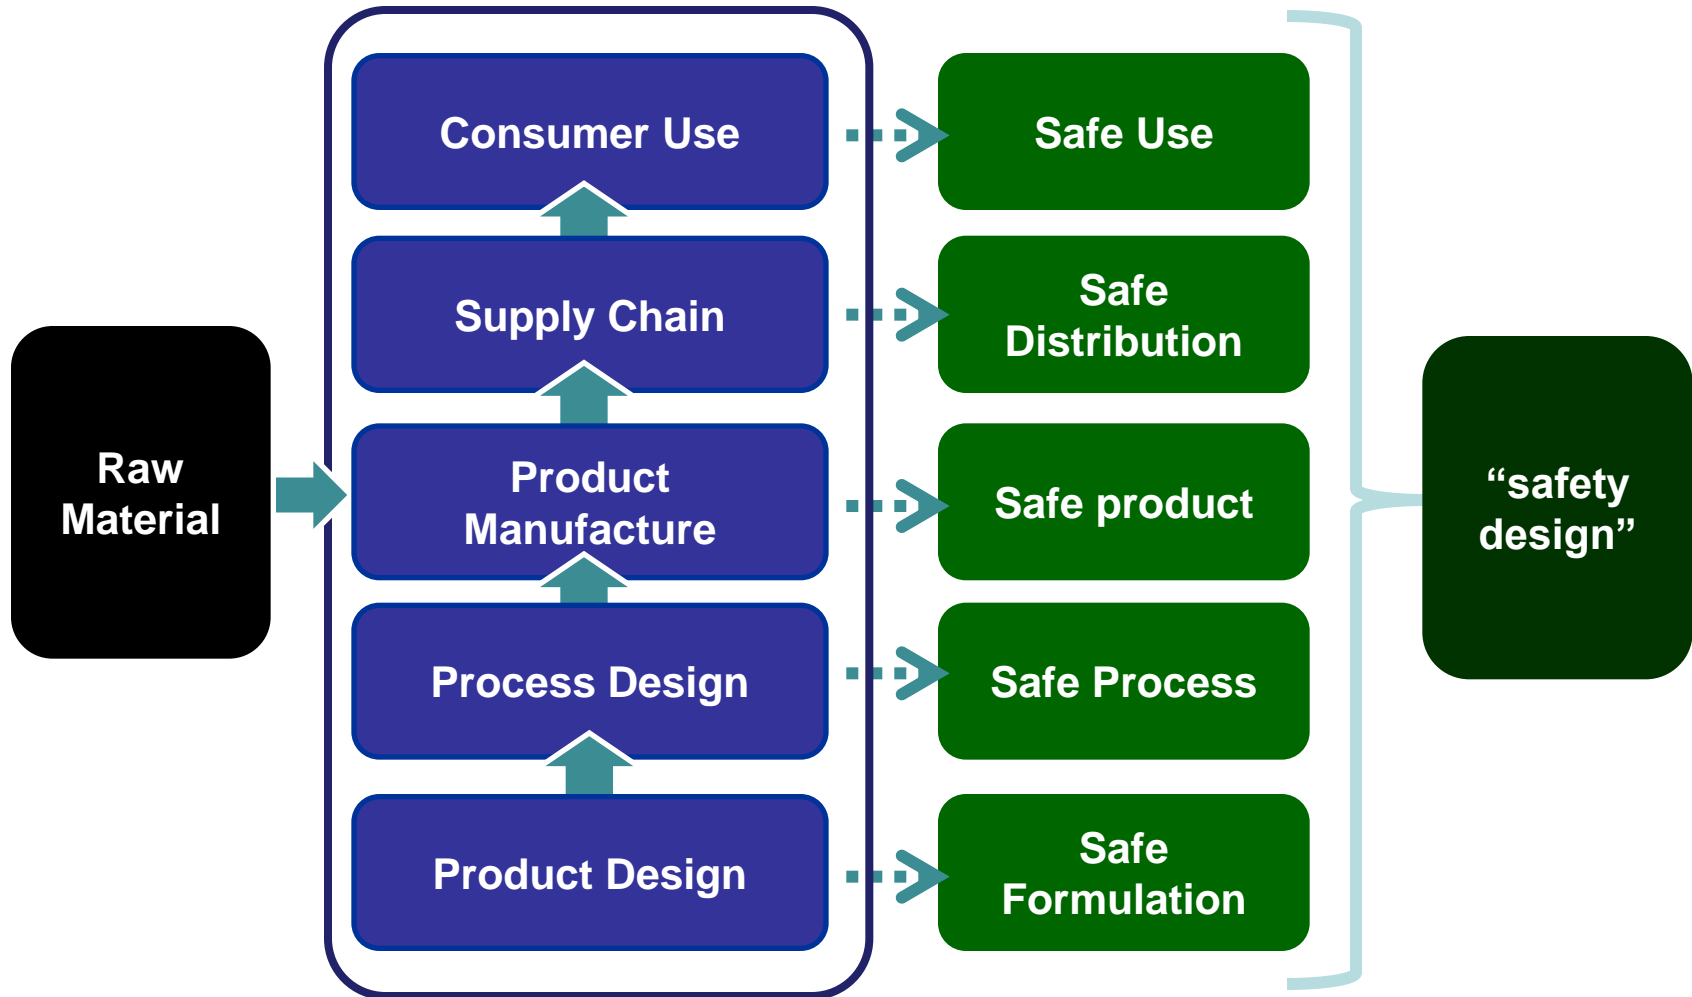 Raw
Material
Consumer Use
Supply Chain
Product
Manufacture
Process Design
Product Design
Safe Use
Safe
Distribution
Safe product
Safe Process
Safe
Formulation
“safety
design”